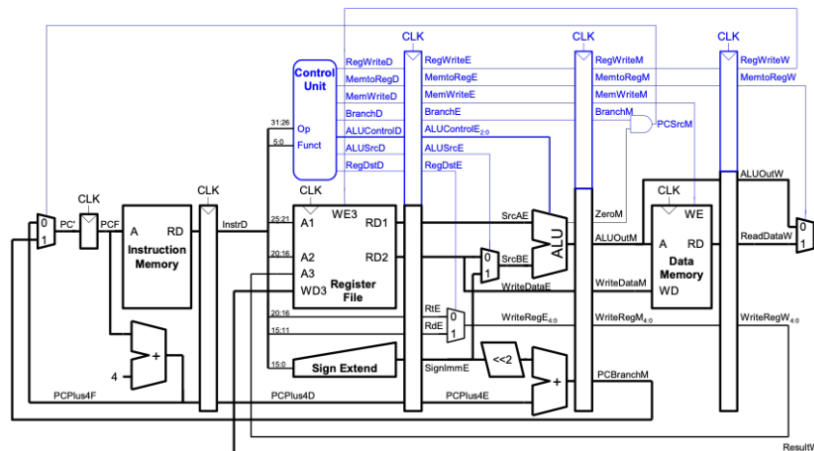 CLK CLK CLK
RegWriteD RegWriteE RegWriteM RegWriteW
Control Unit
MemtoRegD MemtoRegE MemtoRegM MemtoRegW
MemWriteD MemWriteE MemWriteM
BranchD BranchE BranchM
PCSrcM
31:26 Op ALUControlD ALUControlE2:0
5:0 Funct
ALUSrcD ALUSrcE
RegDstD RegDstE
CLK CLK CLK CLK
ALUOutW
0 1 PC' PCF A RD InstrD
Instruction Memory
25:21 A1 WE3 RD1 SrcAE ZeroM WE 0 1
20:16 A2 RD2 0 1 SrcBE ALU ALUOutM A RD ReadDataW
A3 Register File Data Memory
WD3 WriteDataE WriteDataM WD
20:16 RtE 0 1 WriteRegE4:0 WriteRegM4:0 WriteRegW4:0
15:11 RdE
+
4
15:0 Sign Extend SignImmE <<2 + PCBranchM
PCPlus4F PCPlus4D PCPlus4E
ResultW